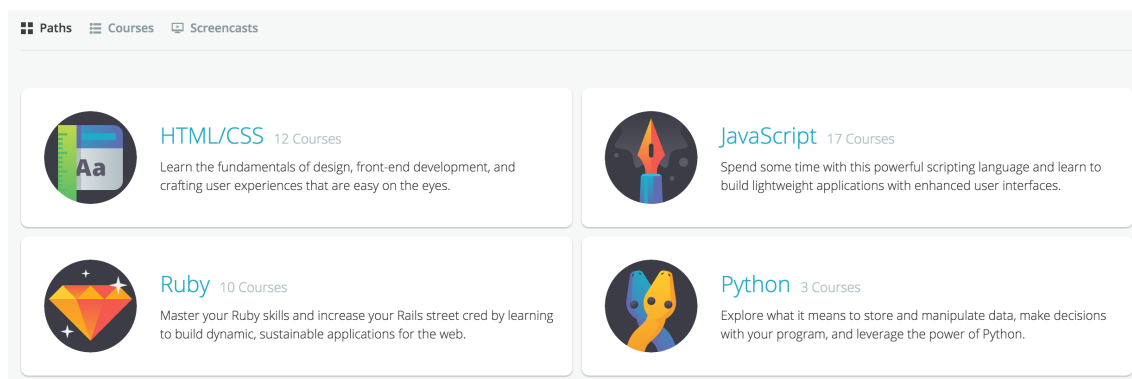 Paths Courses Screencasts
HTML/CSS 12 Courses
Learn the fundamentals of design, front-end development, and
crafting user experiences that are easy on the eyes.
Aa
JavaScript 17 Courses
Spend some time with this powerful scripting language and learn to
build lightweight applications with enhanced user interfaces.
Ruby 10 Courses
Master your Ruby skills and increase your Rails street cred by learning
to build dynamic, sustainable applications for the web.
Python 3 Courses
Explore what it means to store and manipulate data, make decisions
with your program, and leverage the power of Python.